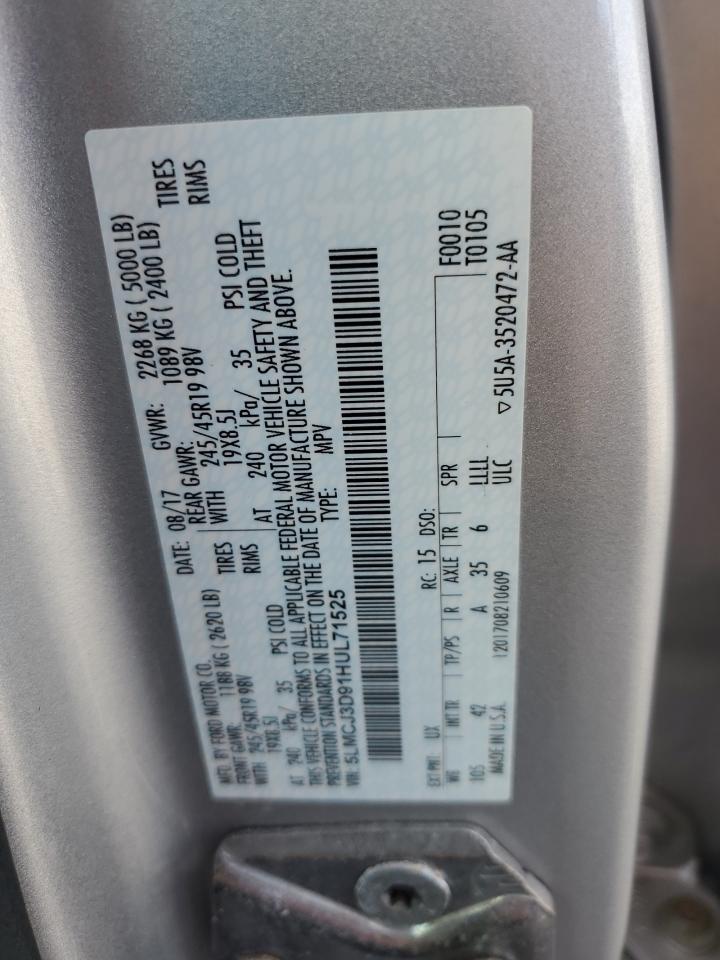 MFD. BY FORD MOTOR CO. DATE: 08/17 GVWR: 2268 KG ( 5000 LB)
FRONT GAWR: 1188 KG ( 2620 LB) REAR GAWR: 1089 KG ( 2400 LB)
WITH 245/45R19 98V TIRES WITH 245/45R19 98V TIRES
19X8.5J RIMS 19X8.5J RIMS
AT 240 kPa/ 35 PSI COLD AT 240 kPa/ 35 PSI COLD
THIS VEHICLE CONFORMS TO ALL APPLICABLE FEDERAL MOTOR VEHICLE SAFETY AND THEFT
PREVENTION STANDARDS IN EFFECT ON THE DATE OF MANUFACTURE SHOWN ABOVE.
VIN: 5LMCJ3D91HUL71525 TYPE: MPV
EXT PNT: UX RC: 15 DSO: F0010
WB INT TR TP/PS R AXLE TR SPR T0105
105 42 A 35 6 LLLL
MADE IN U.S.A. 1201708210609 ULC ▽5U5A-3520472-AA